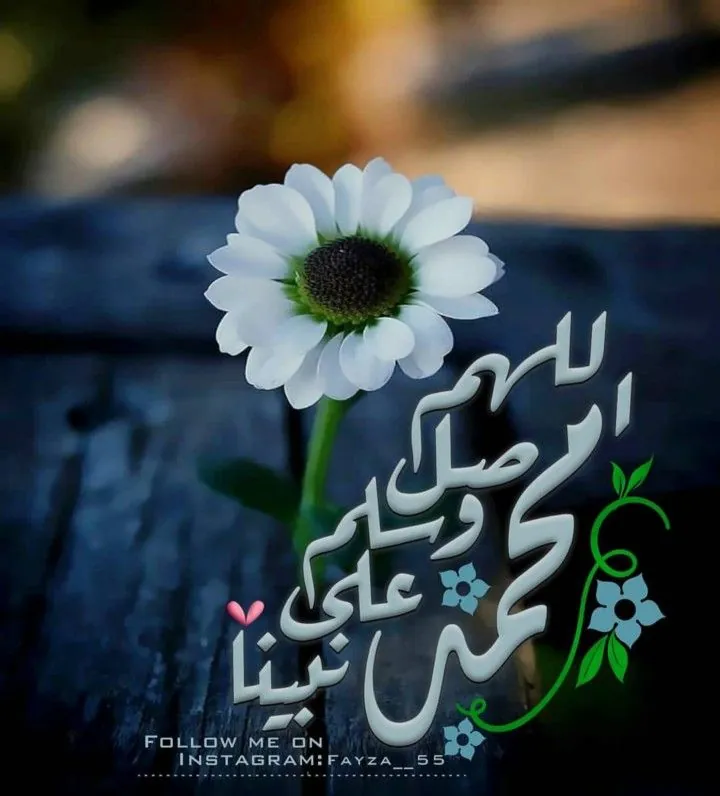 اللهم
صل
وسلم
على
نبينا
محمد
FOLLOW ME ON
INSTAGRAM:FAYZA__55